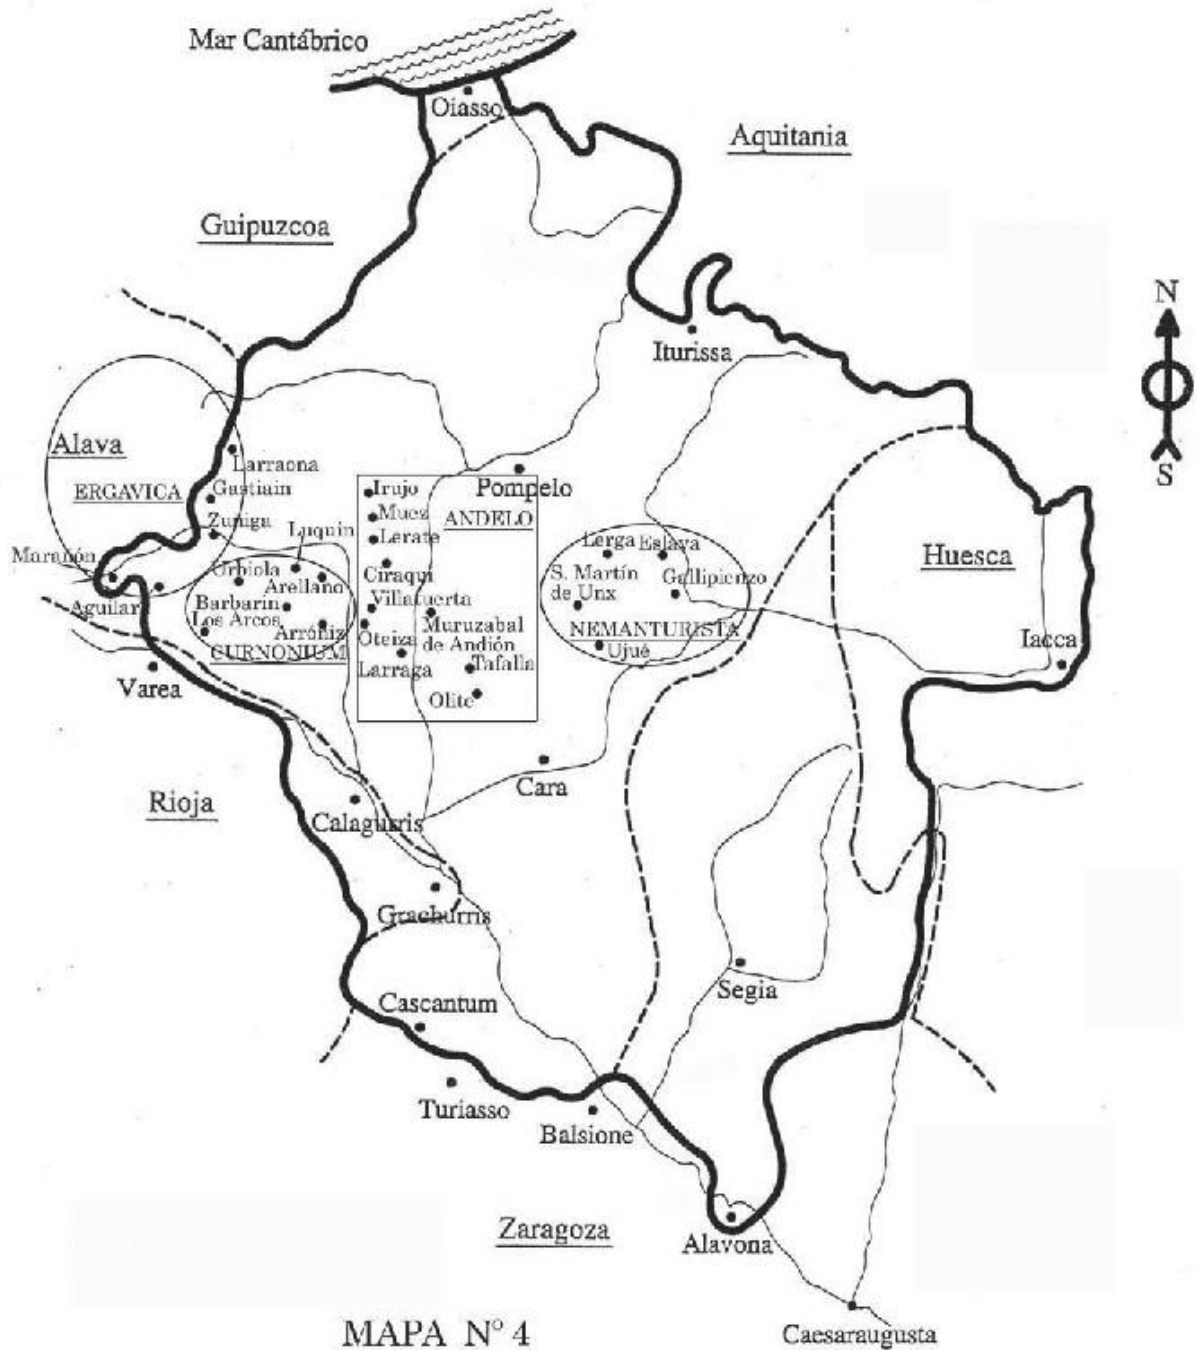 Mar Cantábrico
Oiasso
Aquitania
Guipuzcoa
N
S
Iturissa
Alava
Larraona
ERGAVICA
Gastiain
Irujo
Pompelo
Muez
ANDELO
Zuñiga
Luquin
Lerate
Lerga
Eslava
Huesca
Marañón
Urbiola
Arellano
Ciraqui
S. Martín
de Unx
Gallipienzo
Aguilar
Barbarin
Villatuerta
Los Arcos
Arróniz
Muruzabal
de Andión
NEMANTURISTA
Oteiza
Iacca
CURNONIUM
Ujué
Larraga
Tafalla
Varea
Olite
Cara
Rioja
Calagurris
Grachurris
Segia
Cascantum
Turiasso
Balsione
Zaragoza
Alavona
MAPA Nº 4
Caesaraugusta